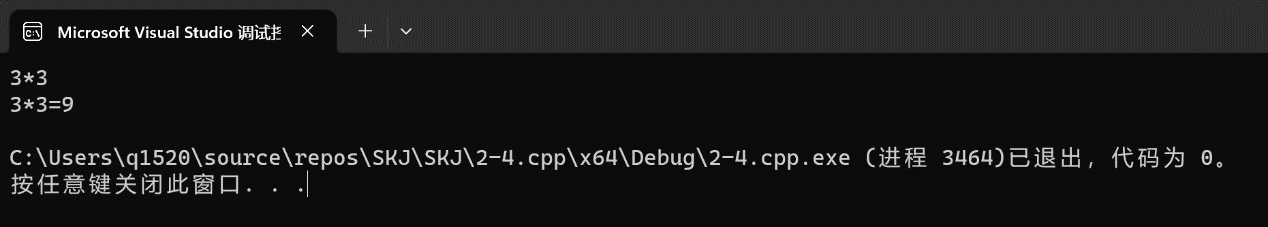 Microsoft Visual Studio 调试控
3*3
3*3=9
C:\Users\q1520\source\repos\SKJ\SKJ\2-4.cpp\x64\Debug\2-4.cpp.exe (进程 3464)已退出，代码为 0。
按任意键关闭此窗口. . .